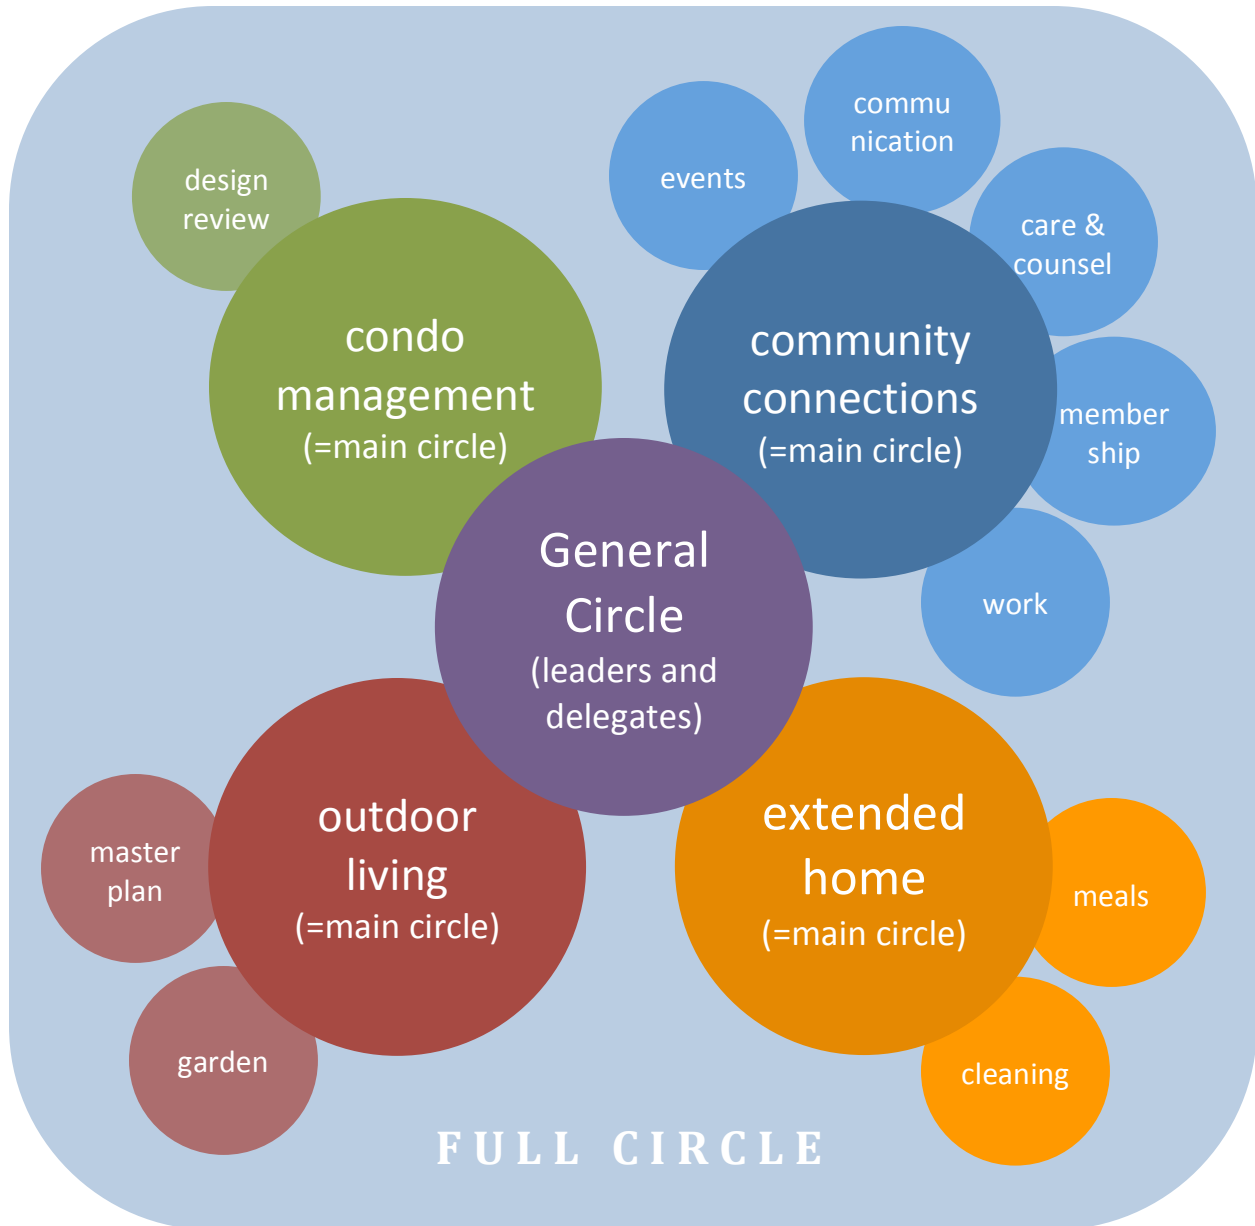 design
review
events
commu
nication
care &
counsel
member
ship
work
condo
management
(=main circle)
community
connections
(=main circle)
General
Circle
(leaders and
delegates)
outdoor
living
(=main circle)
master
plan
garden
extended
home
(=main circle)
meals
cleaning
FULL CIRCLE